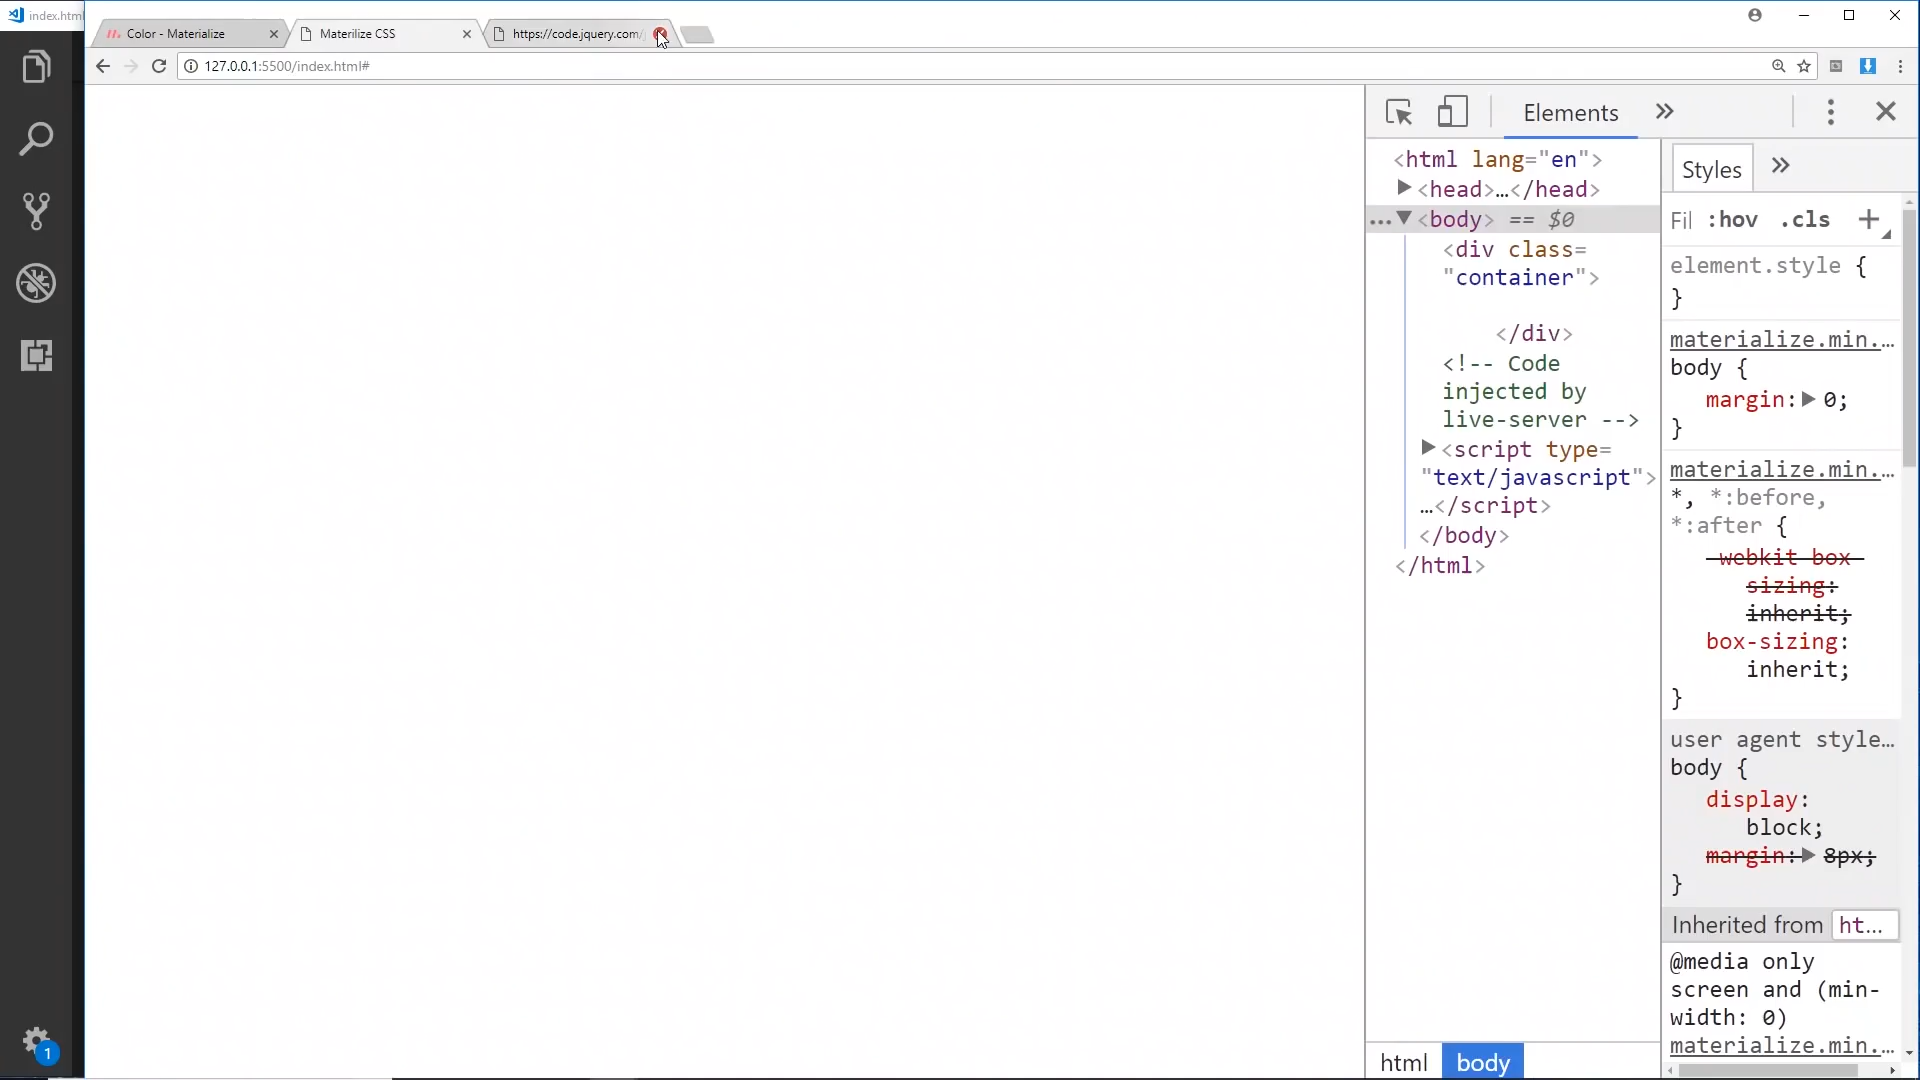 index.html
Color - Materialize
Materilize CSS
https://code.jquery.com/
127.0.0.1:5500/index.html#
Elements
<html lang="en">
<head>…</head>
<body> == $0
<div class=
"container">
</div>
<!-- Code
injected by
live-server -->
<script type=
"text/javascript">
…</script>
</body>
</html>
html
body
Styles
Fil :hov .cls
element.style {
}
materialize.min.…
body {
margin: 0;
}
materialize.min.…
*, *:before,
*:after {
-webkit-box-
sizing:
inherit;
box-sizing:
inherit;
}
user agent style…
body {
display:
block;
margin: 8px;
}
Inherited from ht…
@media only
screen and (min-
width: 0)
materialize.min.…
1